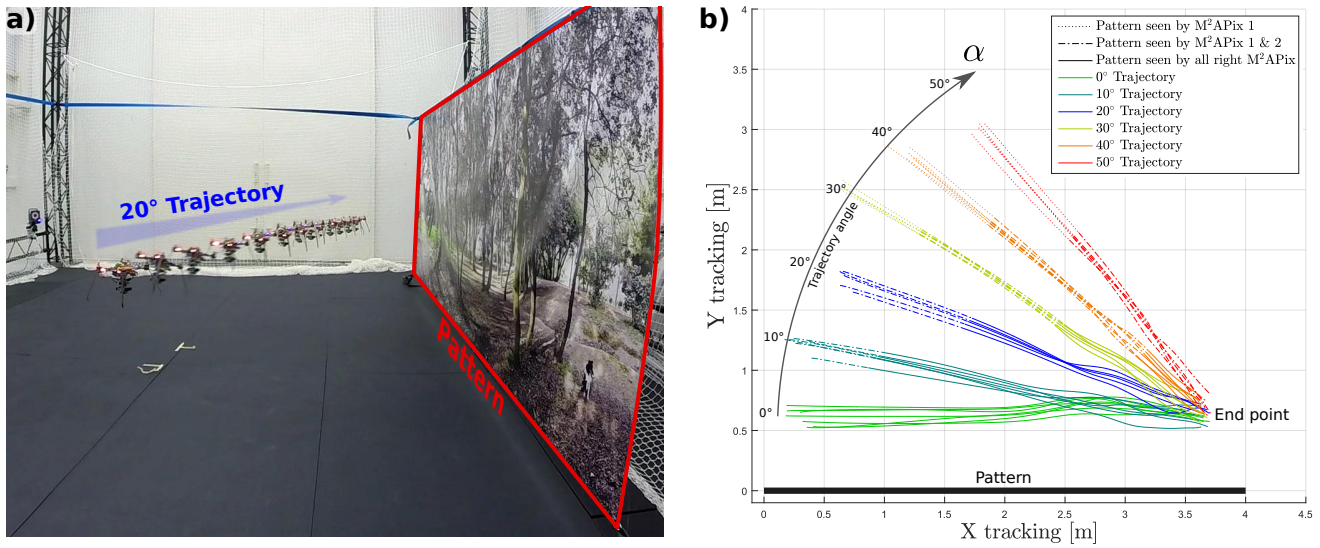 a)
20° Trajectory
Pattern
b)
Y tracking [m]
4
3.5
3
2.5
2
1.5
1
0.5
0
0
0.5
1
1.5
2
2.5
3
3.5
4
4.5
X tracking [m]
α
50°
40°
30°
20°
10°
0°
Trajectory angle
Pattern seen by M²APix 1
Pattern seen by M²APix 1 & 2
Pattern seen by all right M²APix
0° Trajectory
10° Trajectory
20° Trajectory
30° Trajectory
40° Trajectory
50° Trajectory
End point
Pattern